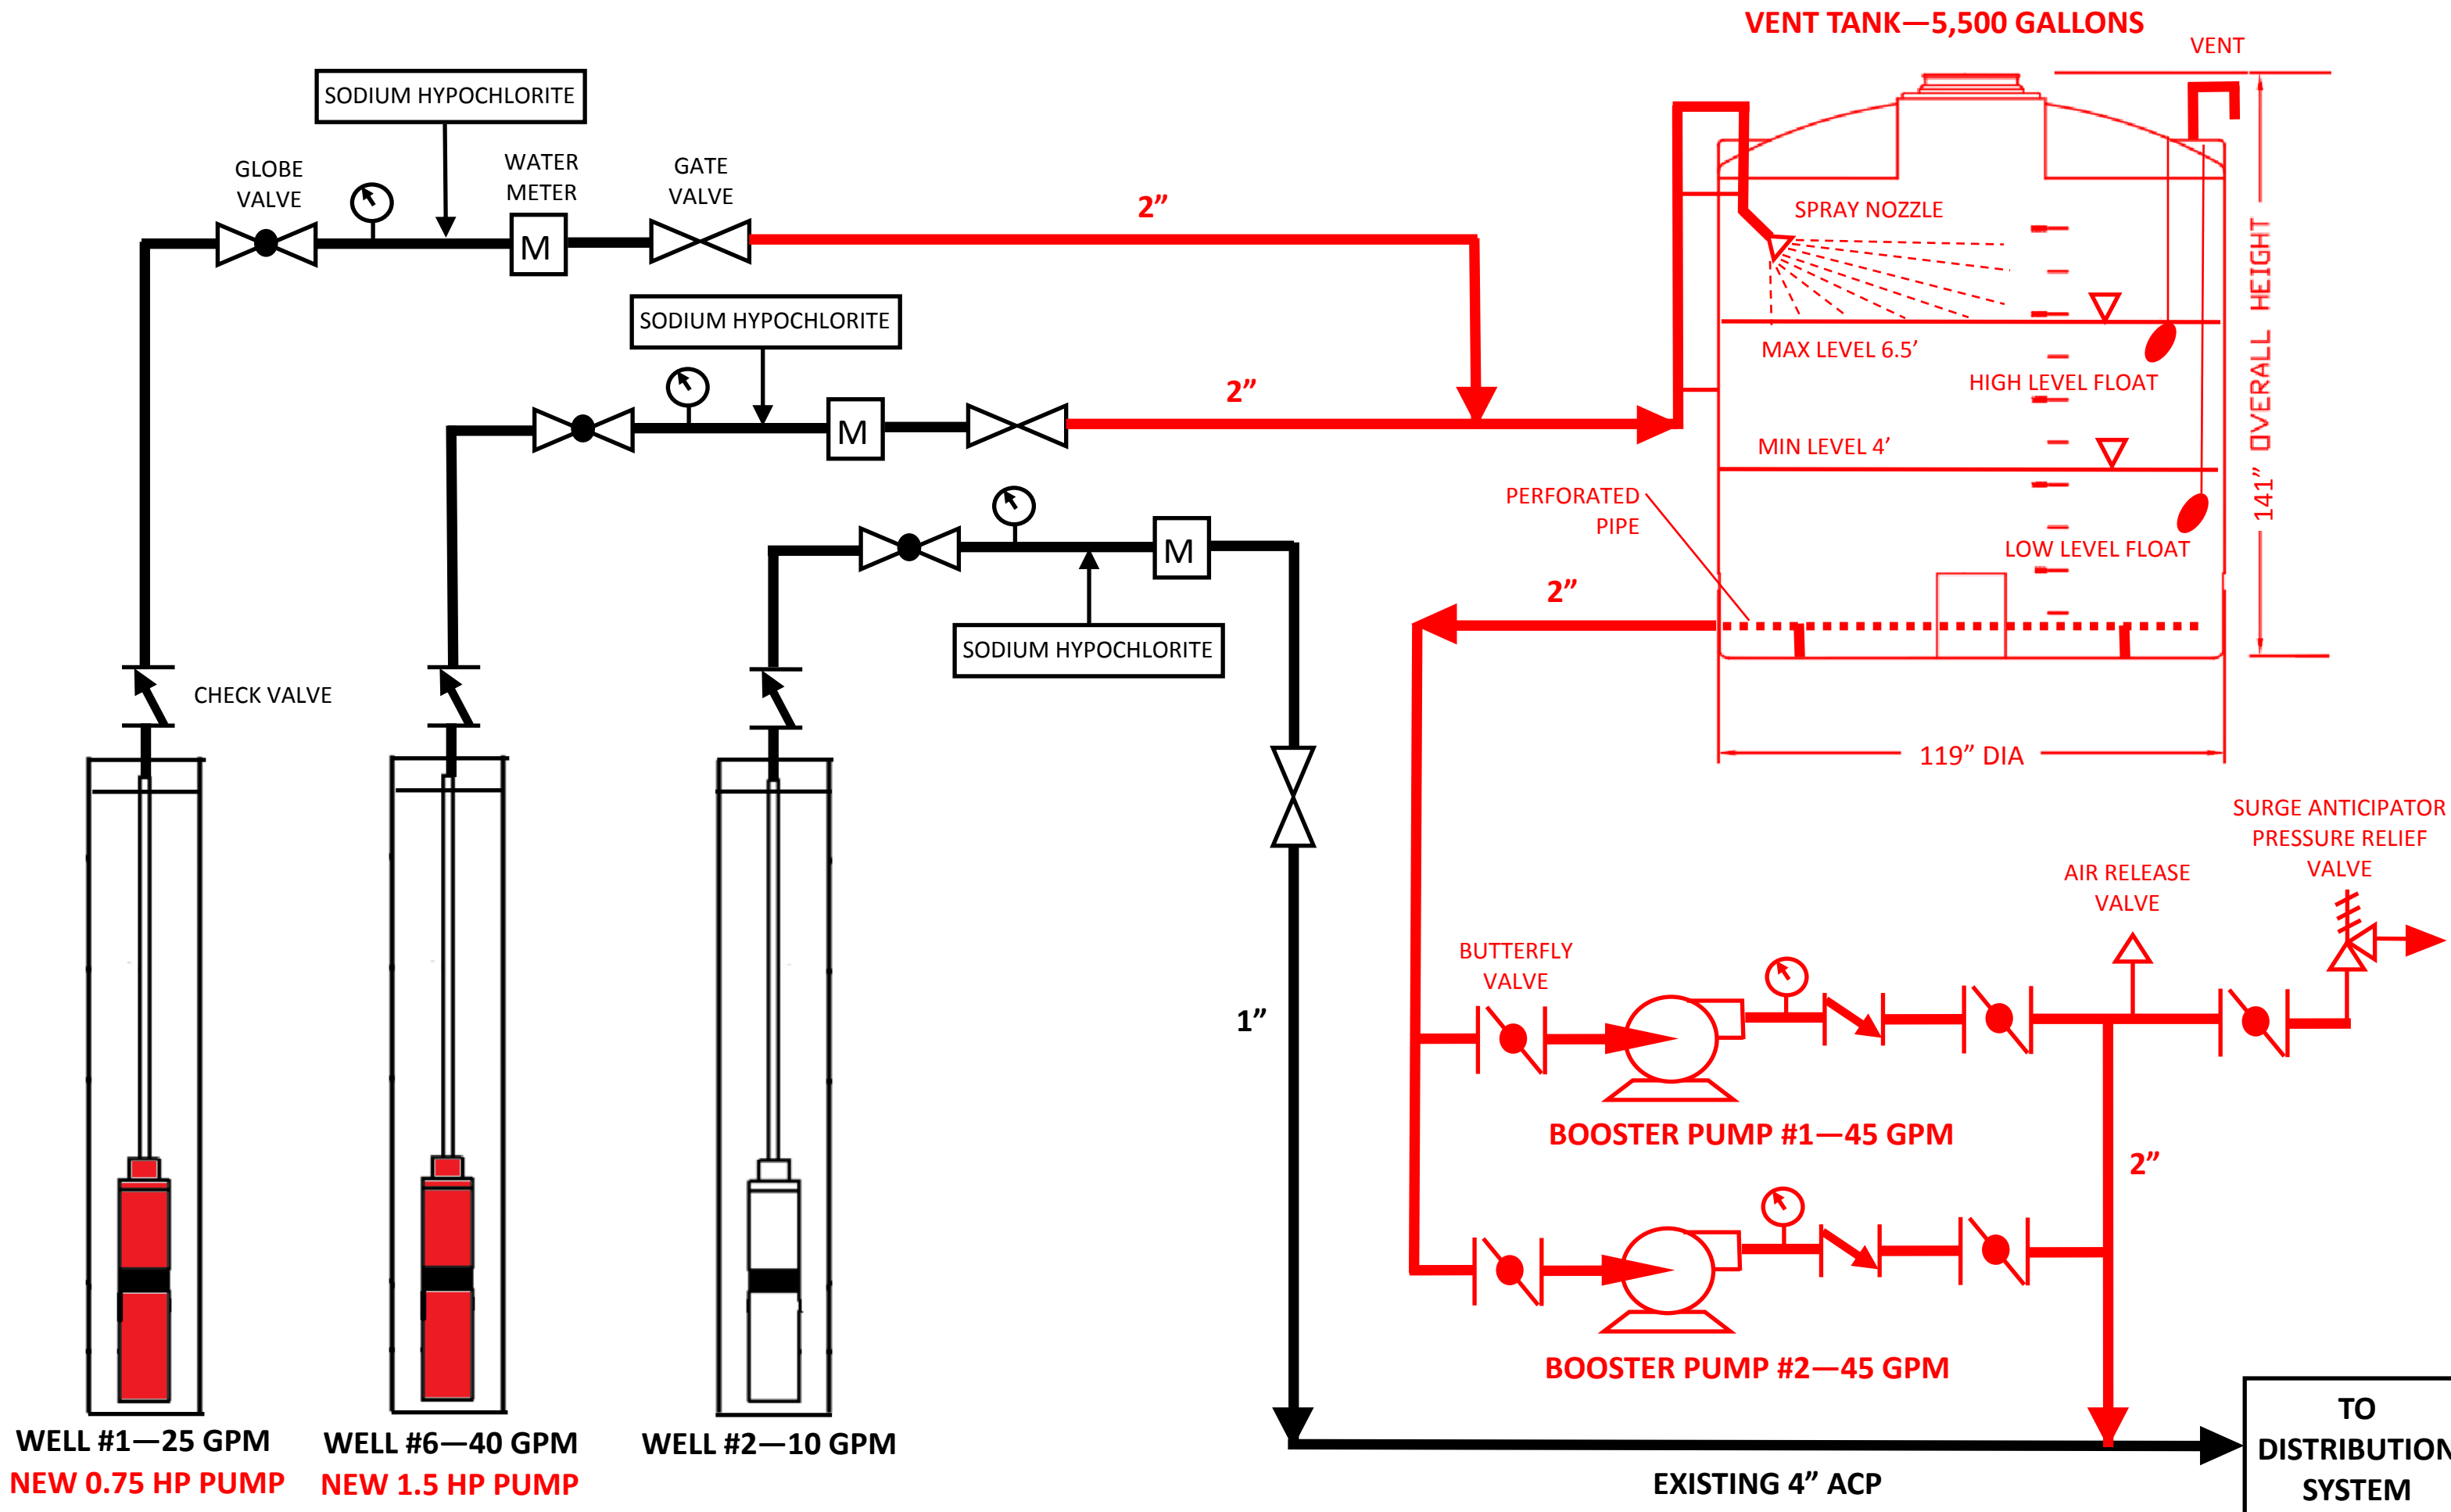 VENT TANK—5,500 GALLONS
VENT
SODIUM HYPOCHLORITE
GLOBE
VALVE
WATER
METER
GATE
VALVE
M
2”
SPRAY NOZZLE
SODIUM HYPOCHLORITE
MAX LEVEL 6.5’
HIGH LEVEL FLOAT
141” OVERALL HEIGHT
2”
M
MIN LEVEL 4’
PERFORATED
PIPE
M
LOW LEVEL FLOAT
2”
SODIUM HYPOCHLORITE
CHECK VALVE
119” DIA
SURGE ANTICIPATOR
PRESSURE RELIEF
VALVE
AIR RELEASE
VALVE
BUTTERFLY
VALVE
1”
BOOSTER PUMP #1—45 GPM
2”
BOOSTER PUMP #2—45 GPM
WELL #1—25 GPM
NEW 0.75 HP PUMP
WELL #6—40 GPM
NEW 1.5 HP PUMP
WELL #2—10 GPM
EXISTING 4” ACP
TO
DISTRIBUTION
SYSTEM